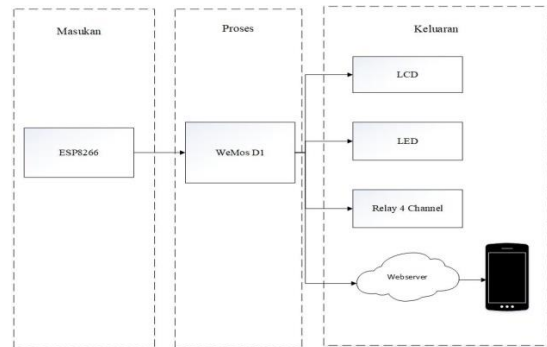 Masukan
Proses
Keluaran
ESP8266
WeMos D1
LCD
LED
Relay 4 Channel
Webserver